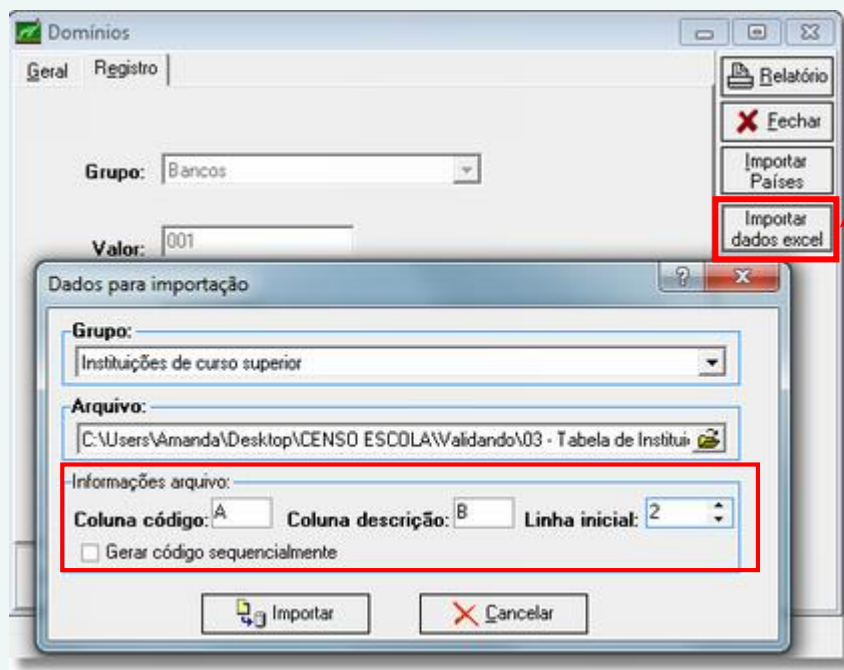 Domínios
Geral Registro
Relatório
Fechar
Importar
Países
Importar
dados excel
Grupo: Bancos
Valor: 001
Dados para importação
Grupo:
Instituições de curso superior
Arquivo:
C:\Users\Amanda\Desktop\CENSO ESCOLA\Validando\03 - Tabela de Institui
Informações arquivo:
Coluna código: A Coluna descrição: B Linha inicial: 2
Gerar código sequencialmente
Importar Cancelar